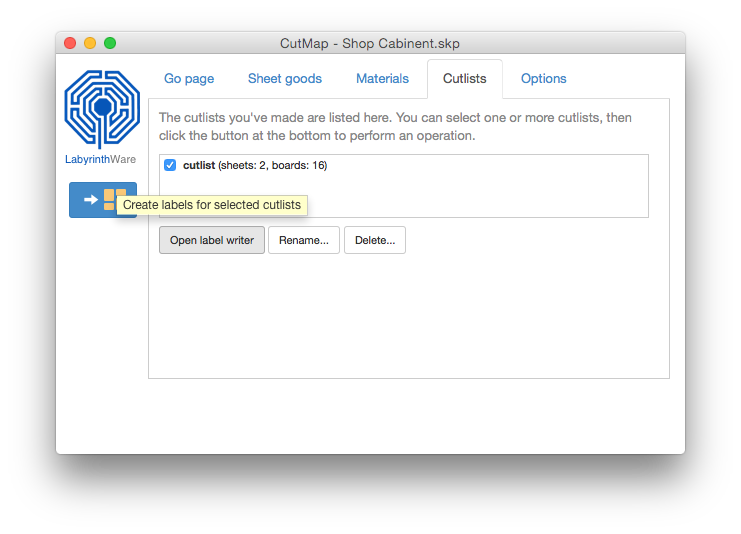 CutMap - Shop Cabinent.skp
Go page Sheet goods Materials Cutlists Options
LabyrinthWare
The cutlists you've made are listed here. You can select one or more cutlists, then
click the button at the bottom to perform an operation.
cutlist (sheets: 2, boards: 16)
Create labels for selected cutlists
Open label writer Rename... Delete...